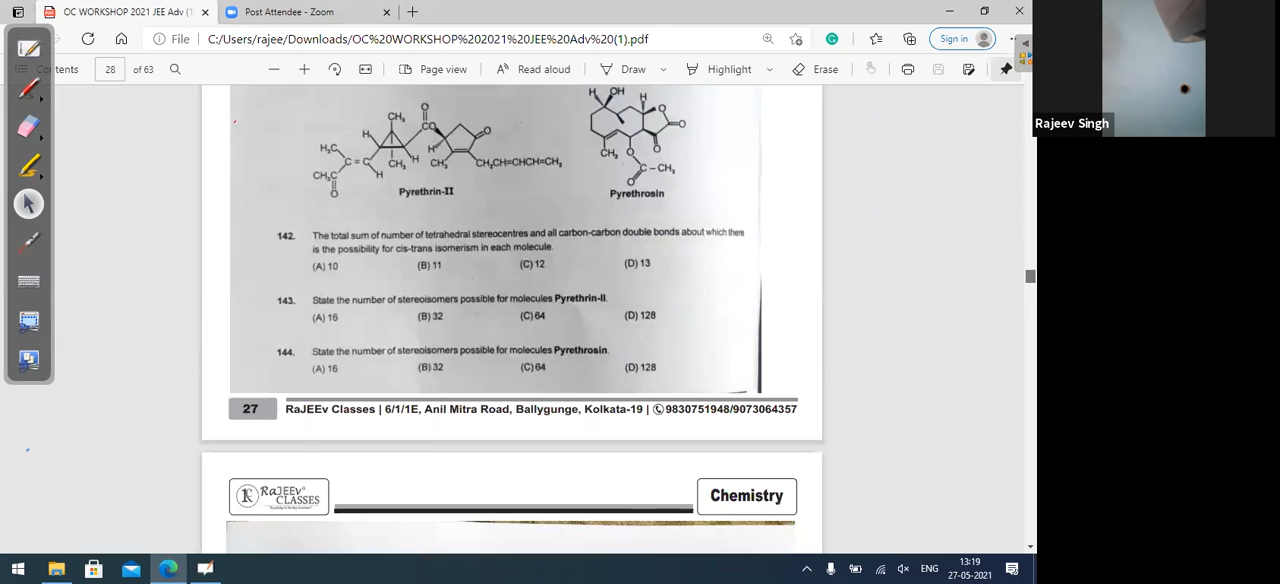 OC WORKSHOP 2021 JEE Adv (1
Post Attendee - Zoom
File
C:/Users/rajee/Downloads/OC%20WORKSHOP%202021%20JEE%20Adv%20(1).pdf
Sign in
Contents
28 of 63
Page view
Read aloud
Draw
Highlight
Erase
Rajeev Singh
CH₃
O
CO
O
H
H₃C
C = C
H
CH₃
H
H
CH₃
CH₂CH=CHCH=CH₂
CH₃C
O
H
Pyrethrin-II
H
OH
H
O
O
O
O
CH₃
O
C – CH₃
O
Pyrethrosin
142. The total sum of number of tetrahedral stereocentres and all carbon-carbon double bonds about which there
is the possibility for cis-trans isomerism in each molecule.
(A) 10 (B) 11 (C) 12 (D) 13
143. State the number of stereoisomers possible for molecules Pyrethrin-II.
(A) 16 (B) 32 (C) 64 (D) 128
144. State the number of stereoisomers possible for molecules Pyrethrosin.
(A) 16 (B) 32 (C) 64 (D) 128
27
RaJEEv Classes | 6/1/1E, Anil Mitra Road, Ballygunge, Kolkata-19 | 9830751948/9073064357
RaJEEv CLASSES
Chemistry
ENG
13:19
27-05-2021